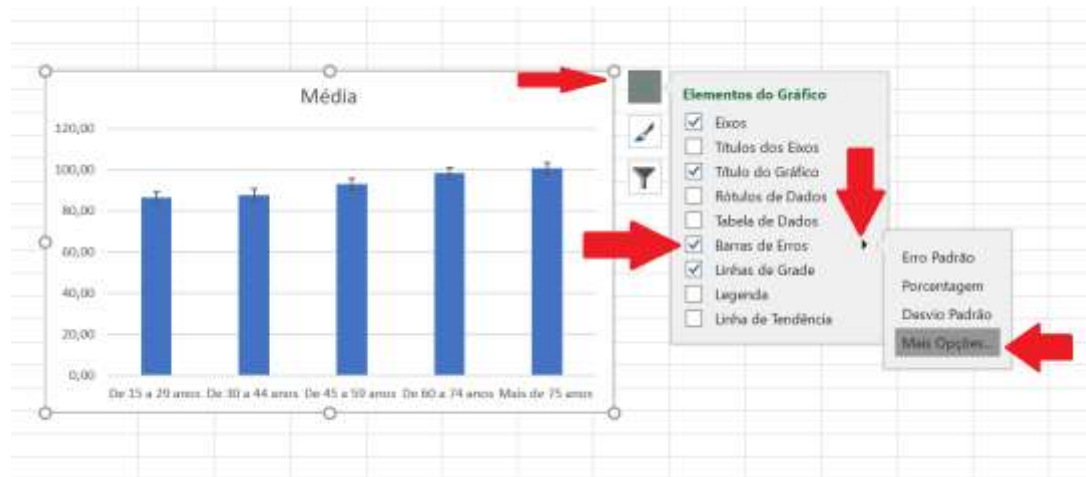 Média
120,00
100,00
80,00
60,00
40,00
20,00
0,00
De 15 a 29 anos De 30 a 44 anos De 45 a 59 anos De 60 a 74 anos Mais de 75 anos
Elementos do Gráfico
Eixos
Títulos dos Eixos
Título do Gráfico
Rótulos de Dados
Tabela de Dados
Barras de Erros
Linhas de Grade
Legenda
Linha de Tendência
Erro Padrão
Porcentagem
Desvio Padrão
Mais Opções...